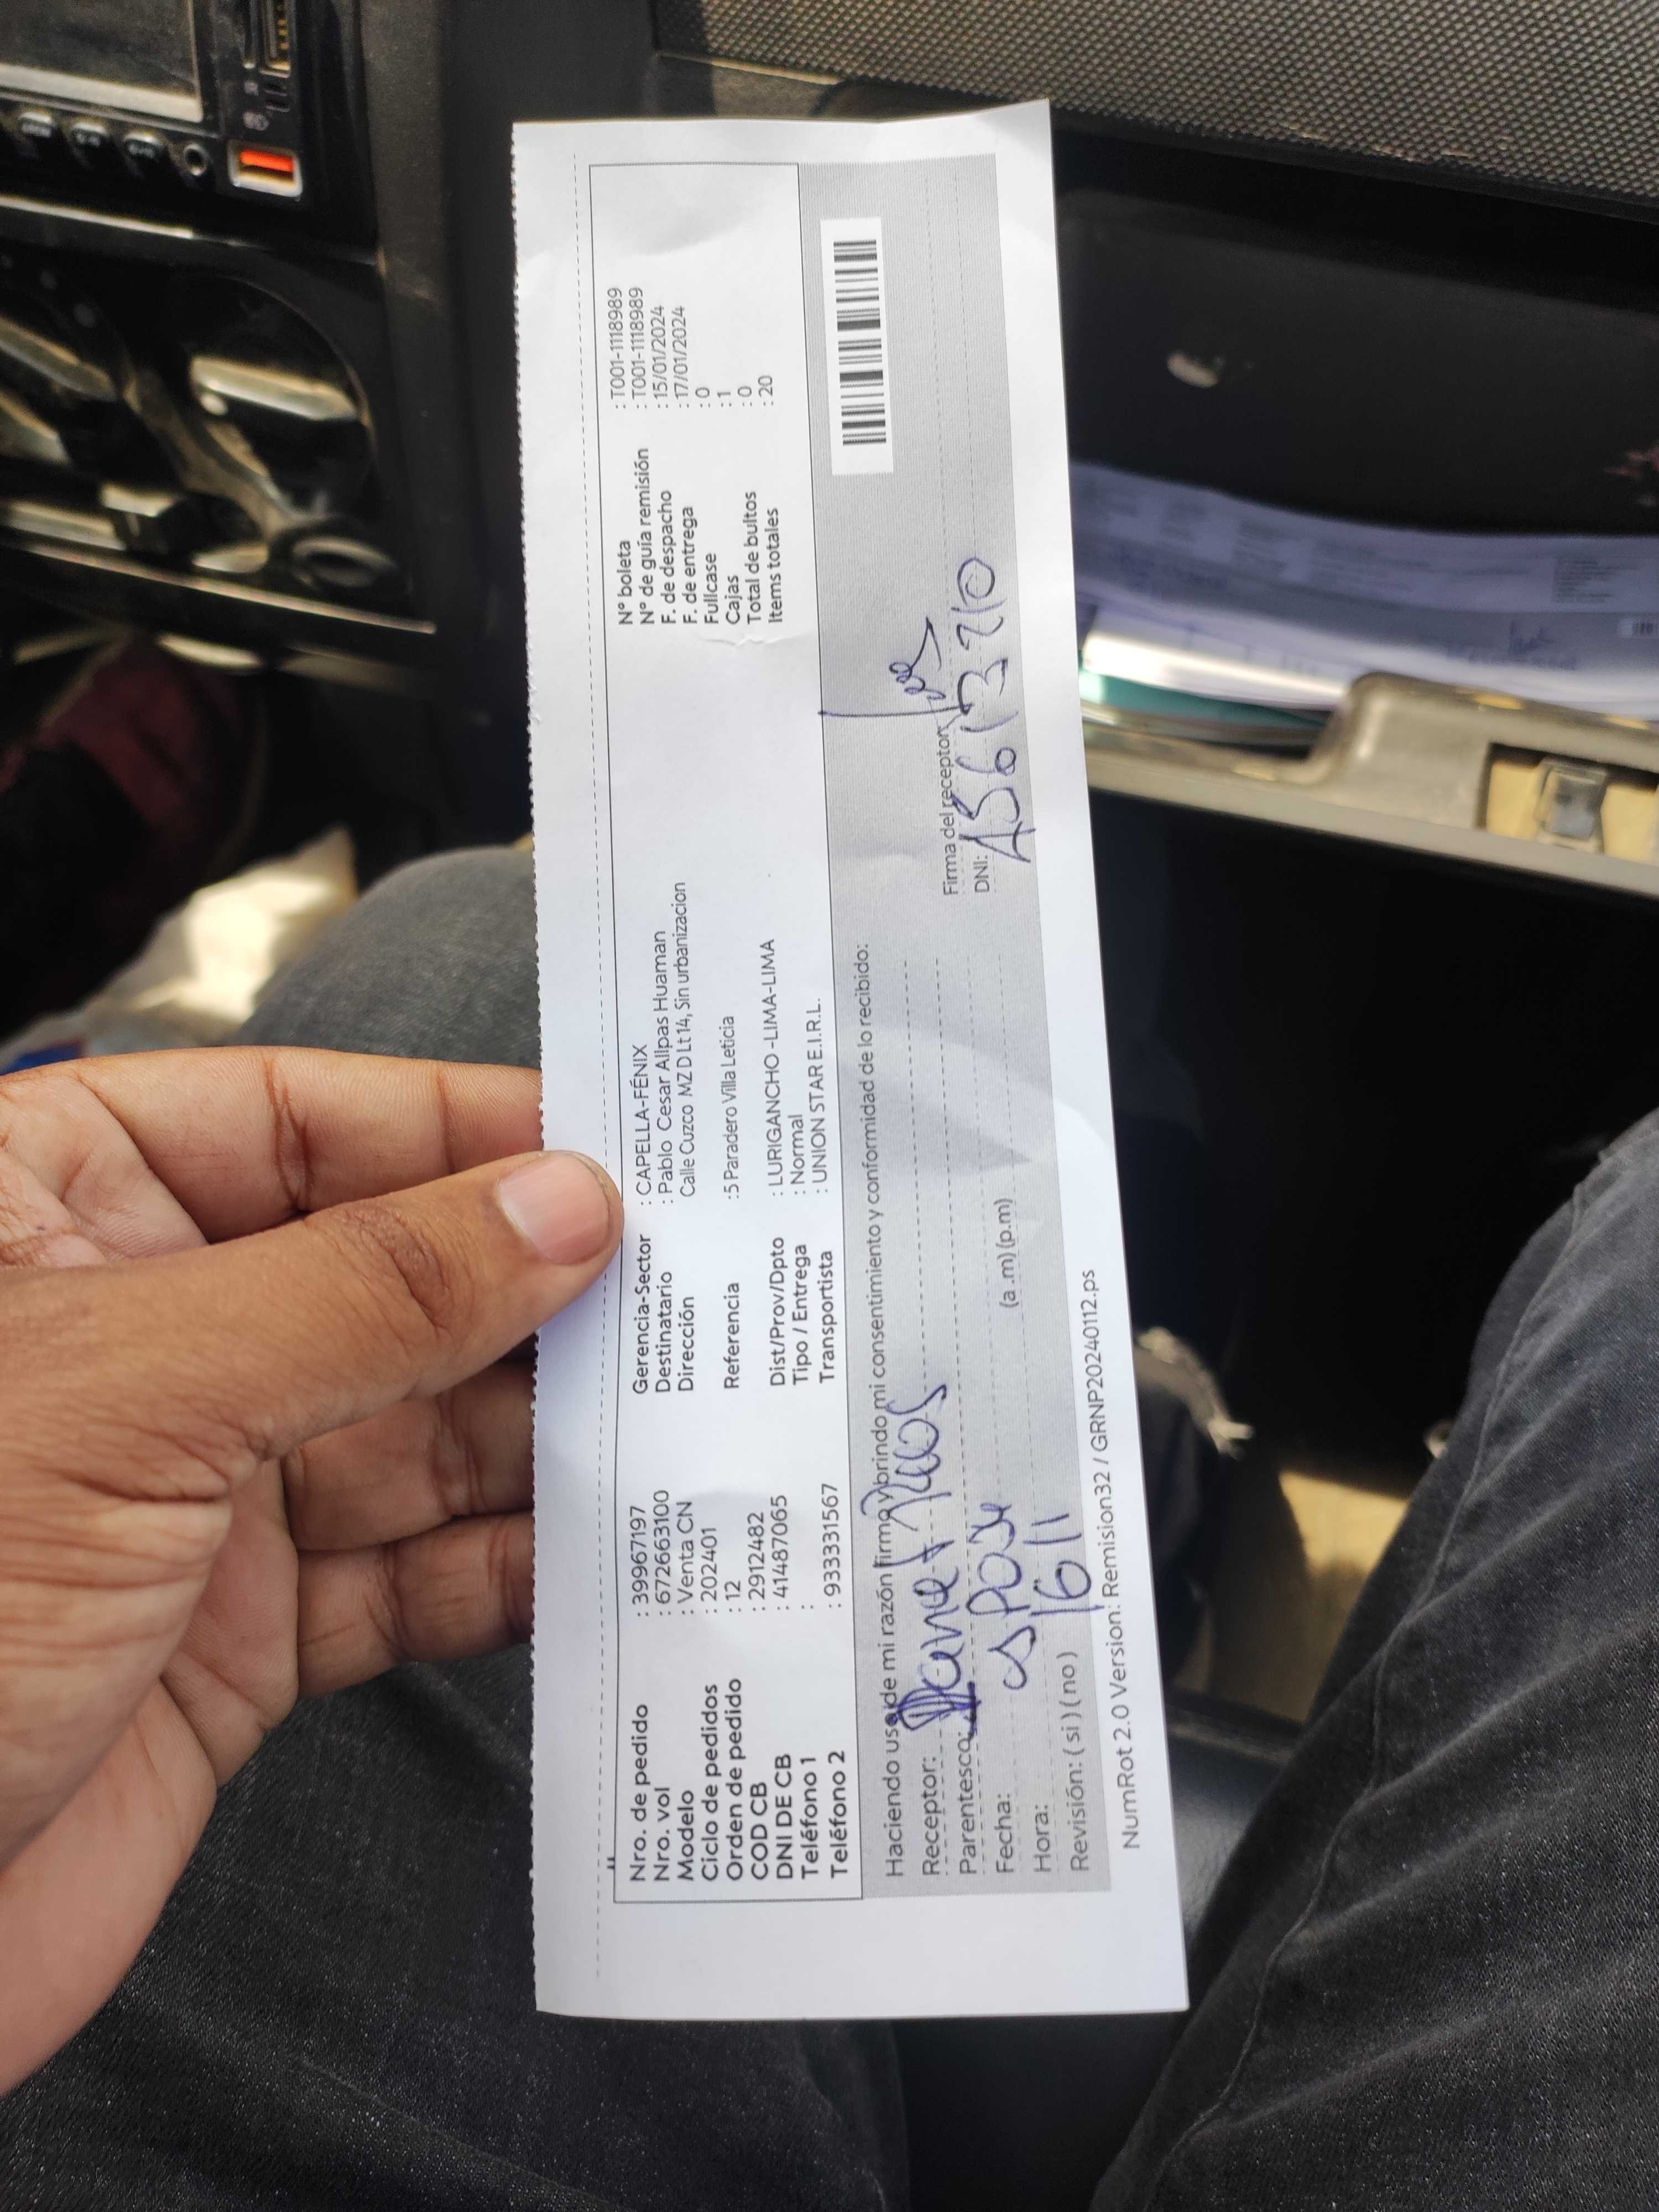 Nro. de pedido : 39967197
Nro. vol : 672663100
Modelo : Venta CN
Ciclo de pedidos : 202401
Orden de pedido : 12
COD CB : 2912482
DNI DE CB : 41487065
Teléfono 1 :
Teléfono 2 : 933331567
Gerencia-Sector : CAPELLA-FÉNIX
Destinatario : Pablo Cesar Allpas Huaman
Dirección Calle Cuzco MZ D Lt 14, Sin urbanizacion
Referencia :5 Paradero Villa Leticia
Dist/Prov/Dpto : LURIGANCHO -LIMA-LIMA
Tipo / Entrega : Normal
Transportista : UNION STAR E.I.R.L.
N° boleta : T001-1118989
N° de guía remisión : T001-1118989
F. de despacho : 15/01/2024
F. de entrega : 17/01/2024
Fullcase : 0
Cajas : 1
Total de bultos : 0
Items totales : 20
Haciendo uso de mi razón firmo y brindo mi consentimiento y conformidad de lo recibido:
Receptor:
Parentesco:
Fecha:
Hora: (a .m) (p.m)
Revisión: ( si ) ( no )
Firma del receptor
DNI:
NumRot 2.0 Version: Remision32 / GRNP20240112.ps